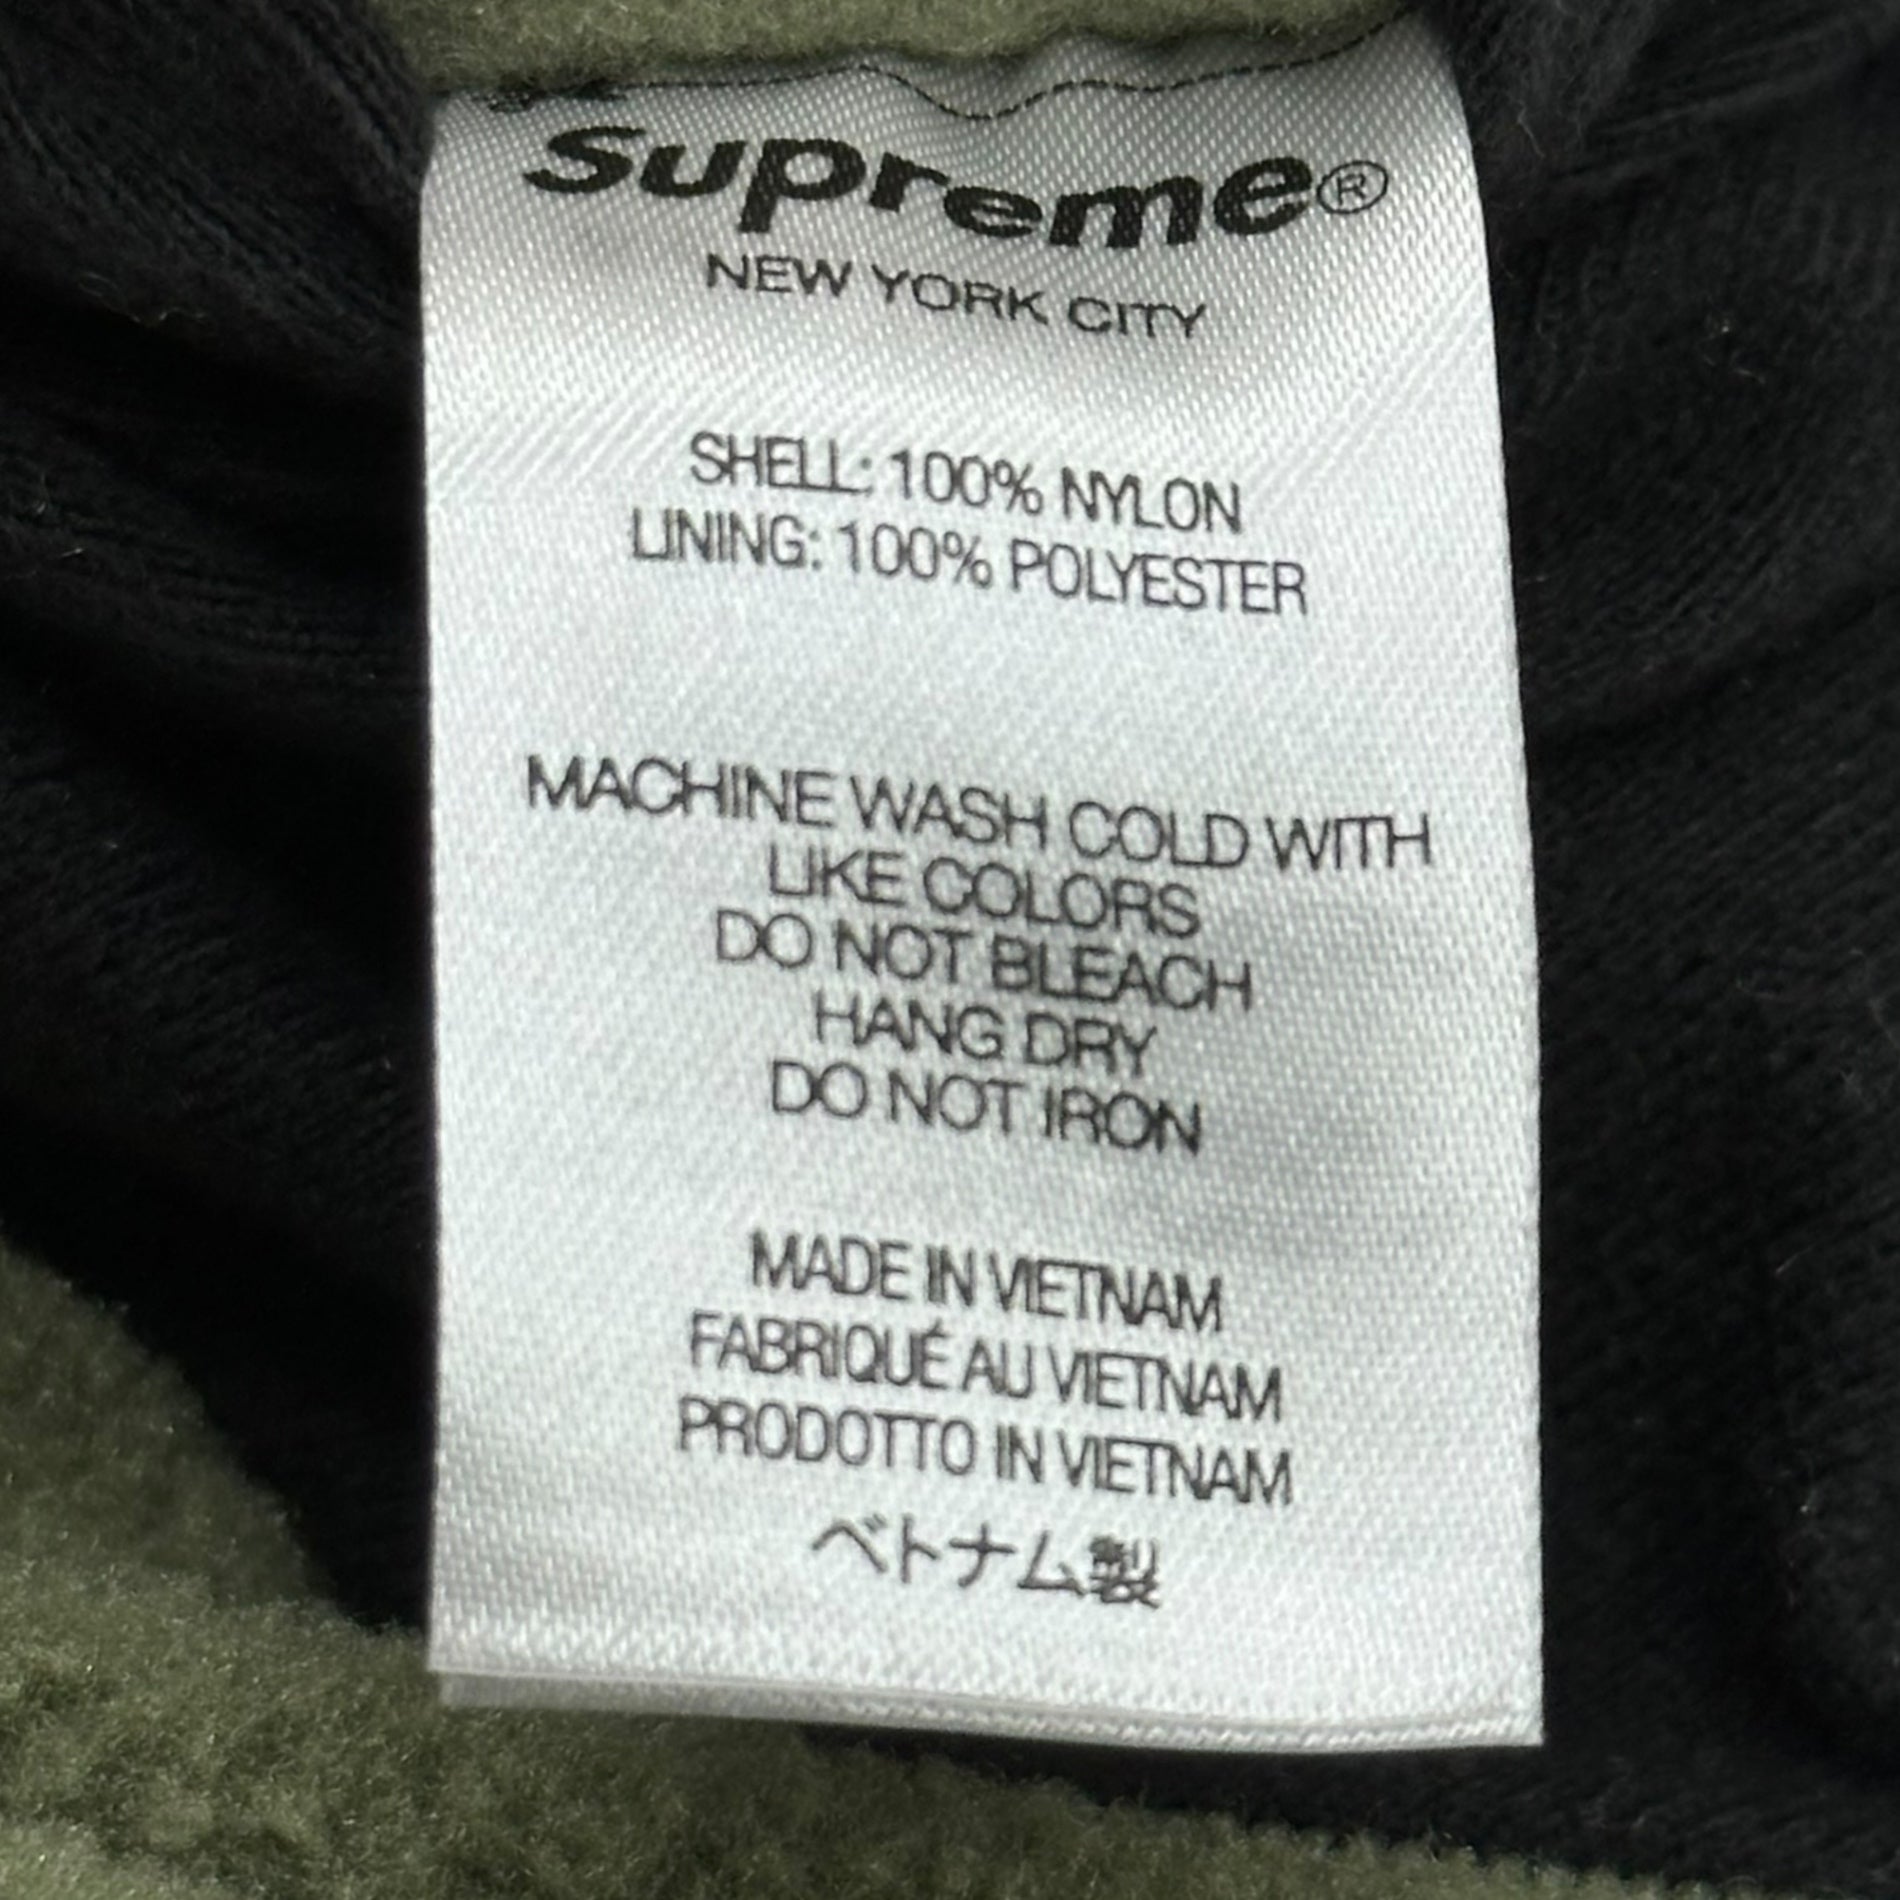 Supreme®
NEW YORK CITY
SHELL: 100% NYLON
LINING: 100% POLYESTER
MACHINE WASH COLD WITH
LIKE COLORS
DO NOT BLEACH
HANG DRY
DO NOT IRON
MADE IN VIETNAM
FABRIQUÉ AU VIETNAM
PRODOTTO IN VIETNAM
ベトナム製